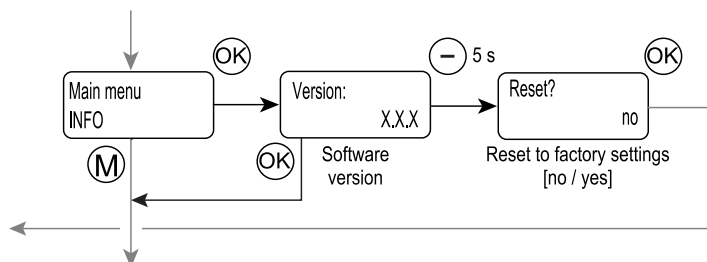 OK
− 5 s
OK
Main menu
INFO
Version:
X.X.X
Reset?
no
M
OK
Software
version
Reset to factory settings
[no / yes]